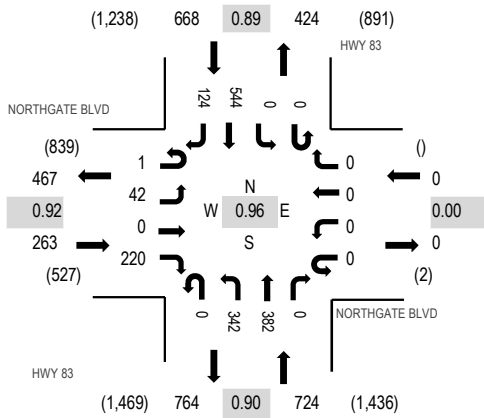 (1,238) 668 0.89 424 (891)
HWY 83
124 544 0 0
NORTHGATE BLVD
(839) ()
1 0
467 0
42 0
N
0.92 W 0.96 E 0.00
0 0
S
263 0
220 0
(527) (2)
0 342 382 0
NORTHGATE BLVD
HWY 83
(1,469) 764 0.90 724 (1,436)